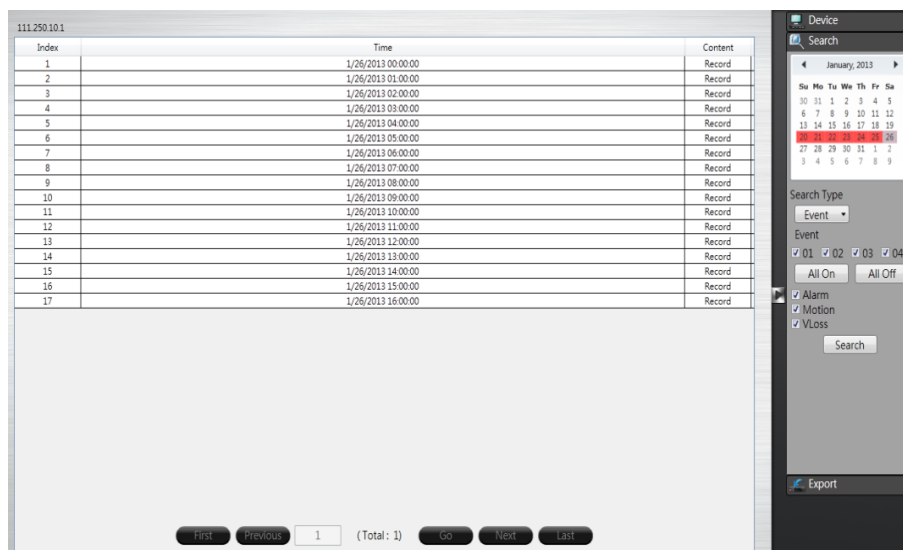 111.250.10.1
Index Time Content
1 1/26/2013 00:00:00 Record
2 1/26/2013 01:00:00 Record
3 1/26/2013 02:00:00 Record
4 1/26/2013 03:00:00 Record
5 1/26/2013 04:00:00 Record
6 1/26/2013 05:00:00 Record
7 1/26/2013 06:00:00 Record
8 1/26/2013 07:00:00 Record
9 1/26/2013 08:00:00 Record
10 1/26/2013 09:00:00 Record
11 1/26/2013 10:00:00 Record
12 1/26/2013 11:00:00 Record
13 1/26/2013 12:00:00 Record
14 1/26/2013 13:00:00 Record
15 1/26/2013 14:00:00 Record
16 1/26/2013 15:00:00 Record
17 1/26/2013 16:00:00 Record
First Previous 1 (Total: 1) Go Next Last
Device
Search
January, 2013
Su Mo Tu We Th Fr Sa
30 31 1 2 3 4 5
6 7 8 9 10 11 12
13 14 15 16 17 18 19
20 21 22 23 24 25 26
27 28 29 30 31 1 2
3 4 5 6 7 8 9
Search Type
Event
Event
01 02 03 04
All On All Off
Alarm
Motion
VLoss
Search
Export